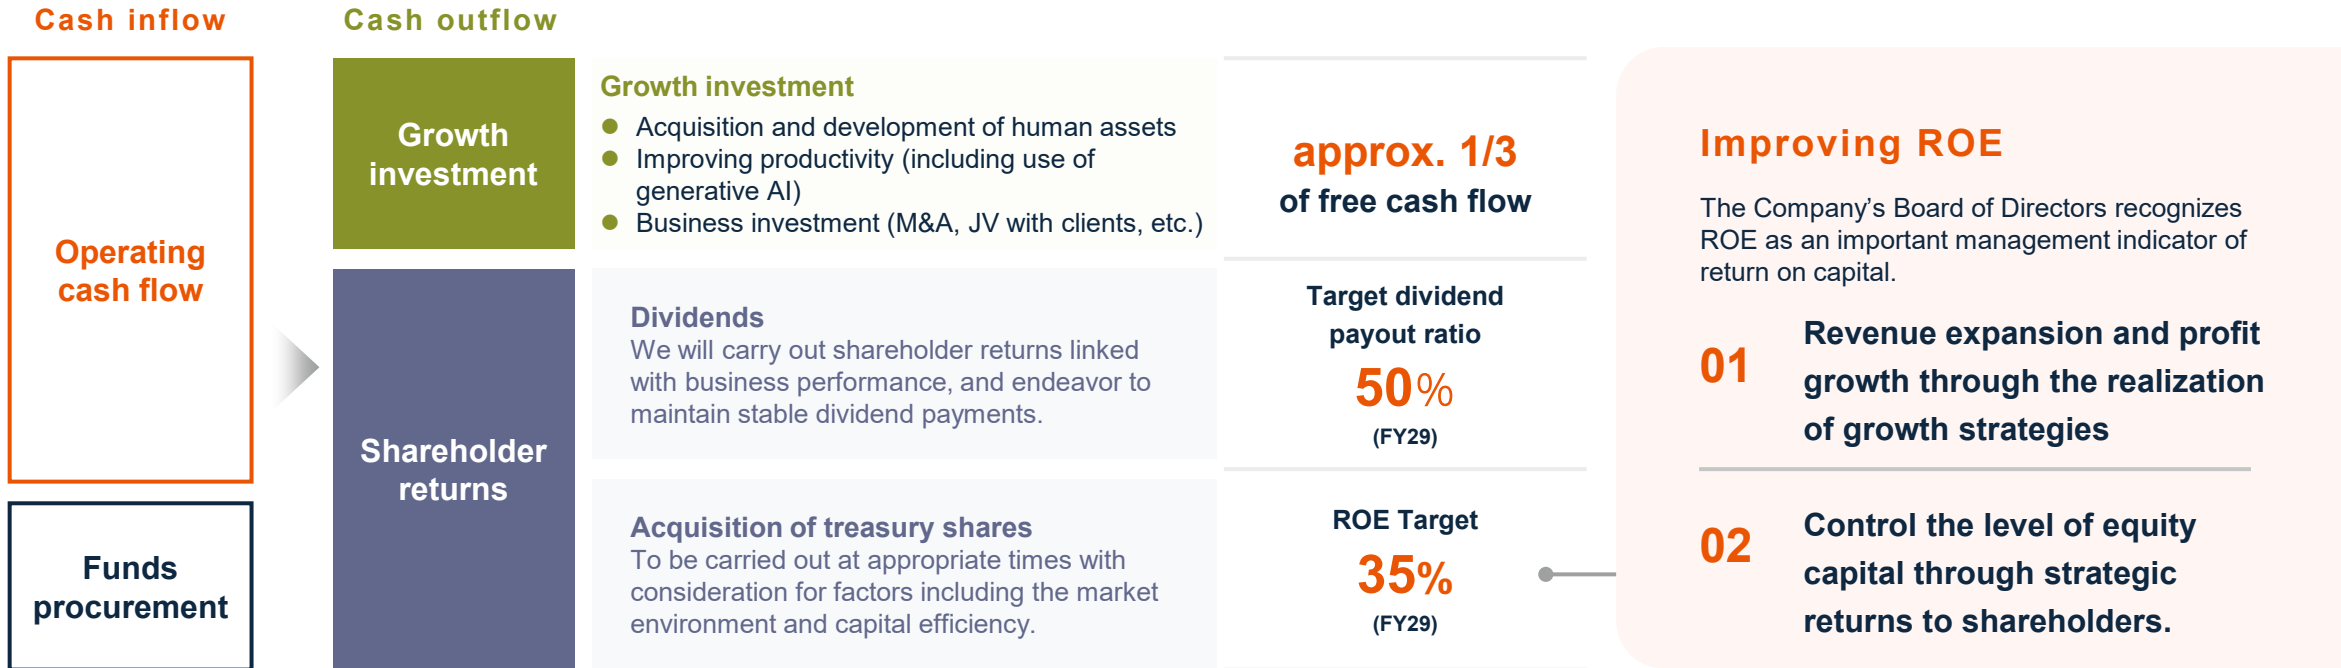 Cash inflow
Cash outflow
Operating
cash flow
Funds
procurement
Growth
investment
Growth investment
● Acquisition and development of human assets
● Improving productivity (including use of
generative AI)
● Business investment (M&A, JV with clients, etc.)
approx. 1/3
of free cash flow
Shareholder
returns
Dividends
We will carry out shareholder returns linked
with business performance, and endeavor to
maintain stable dividend payments.
Target dividend
payout ratio
50%
(FY29)
Acquisition of treasury shares
To be carried out at appropriate times with
consideration for factors including the market
environment and capital efficiency.
ROE Target
35%
(FY29)
Improving ROE
The Company’s Board of Directors recognizes
ROE as an important management indicator of
return on capital.
01
Revenue expansion and profit
growth through the realization
of growth strategies
02
Control the level of equity
capital through strategic
returns to shareholders.